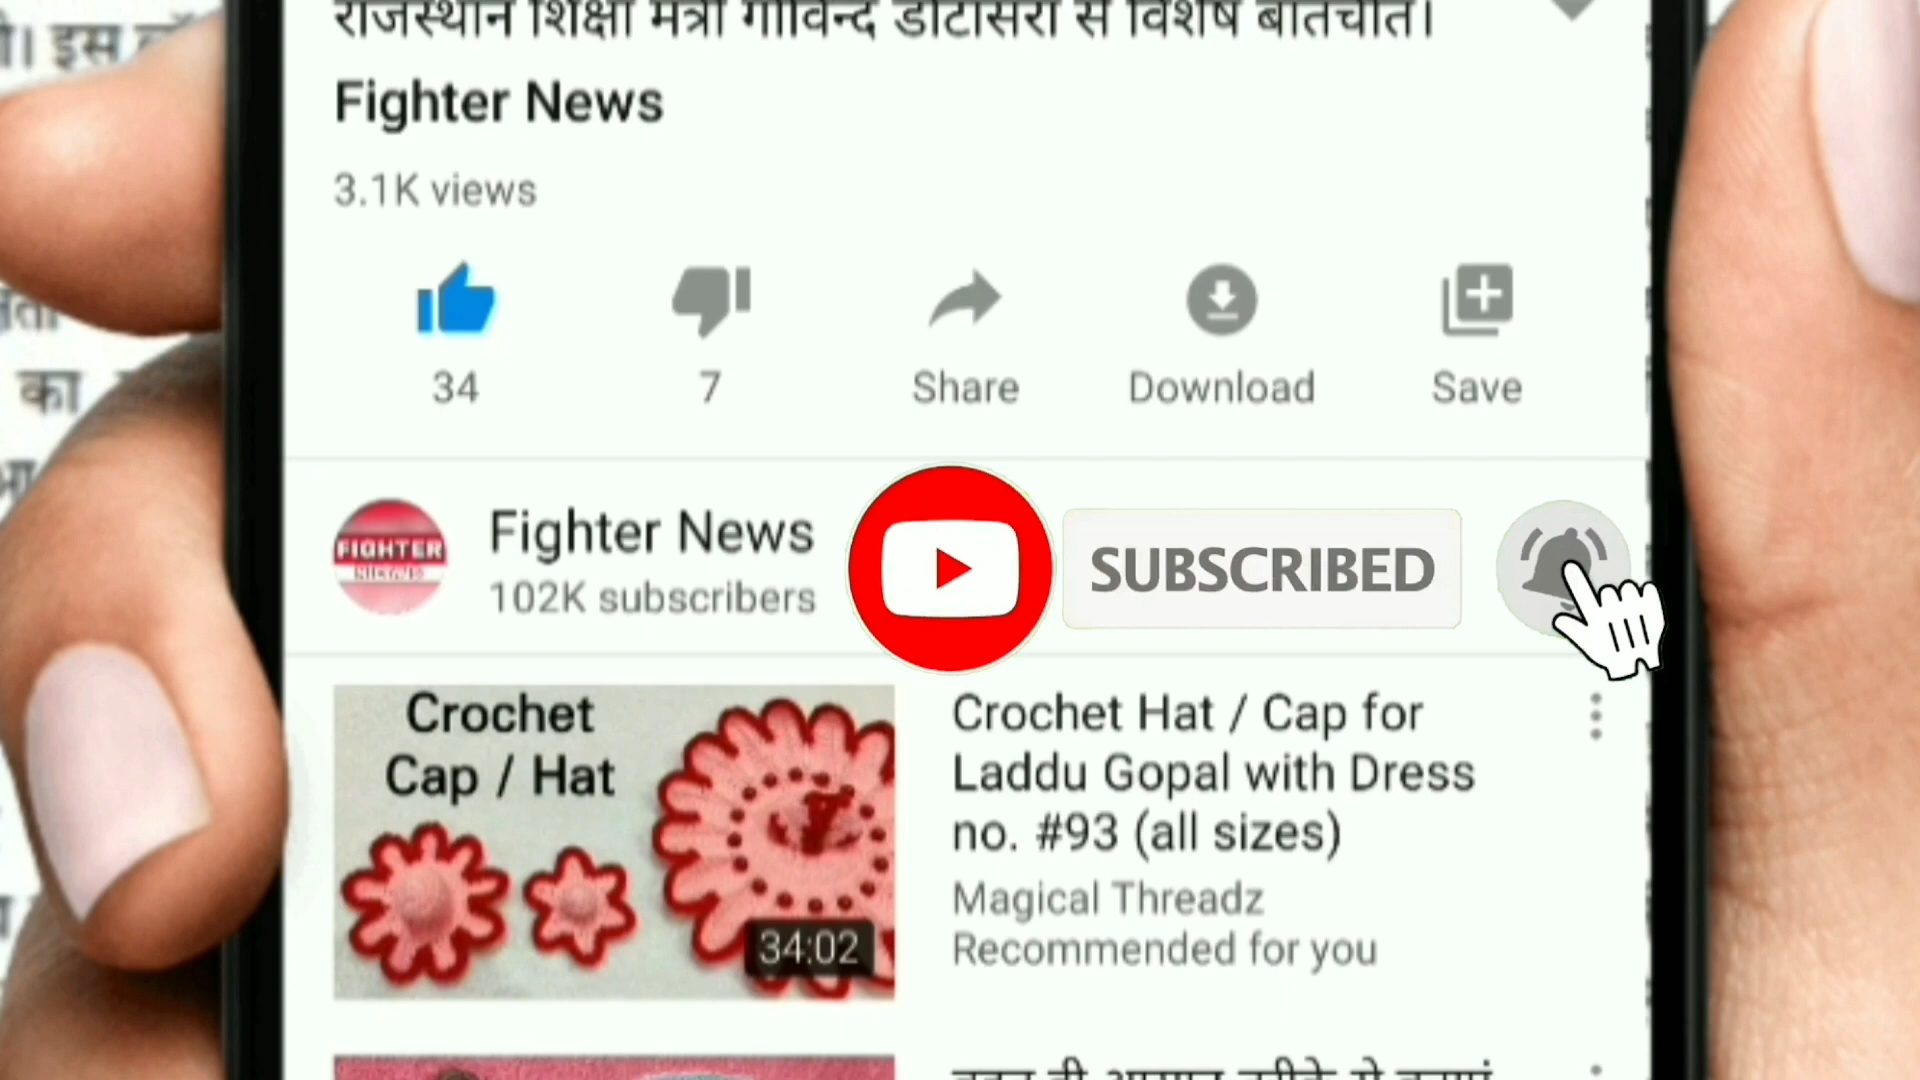 राजस्थान शिक्षा मंत्री गोविन्द डोटासरा से विशेष बातचीत।
Fighter News
3.1K views
34
7
Share
Download
Save
FIGHTER
Fighter News
102K subscribers
SUBSCRIBED
Crochet
Cap / Hat
34:02
Crochet Hat / Cap for
Laddu Gopal with Dress
no. #93 (all sizes)
Magical Threadz
Recommended for you
। इस
का